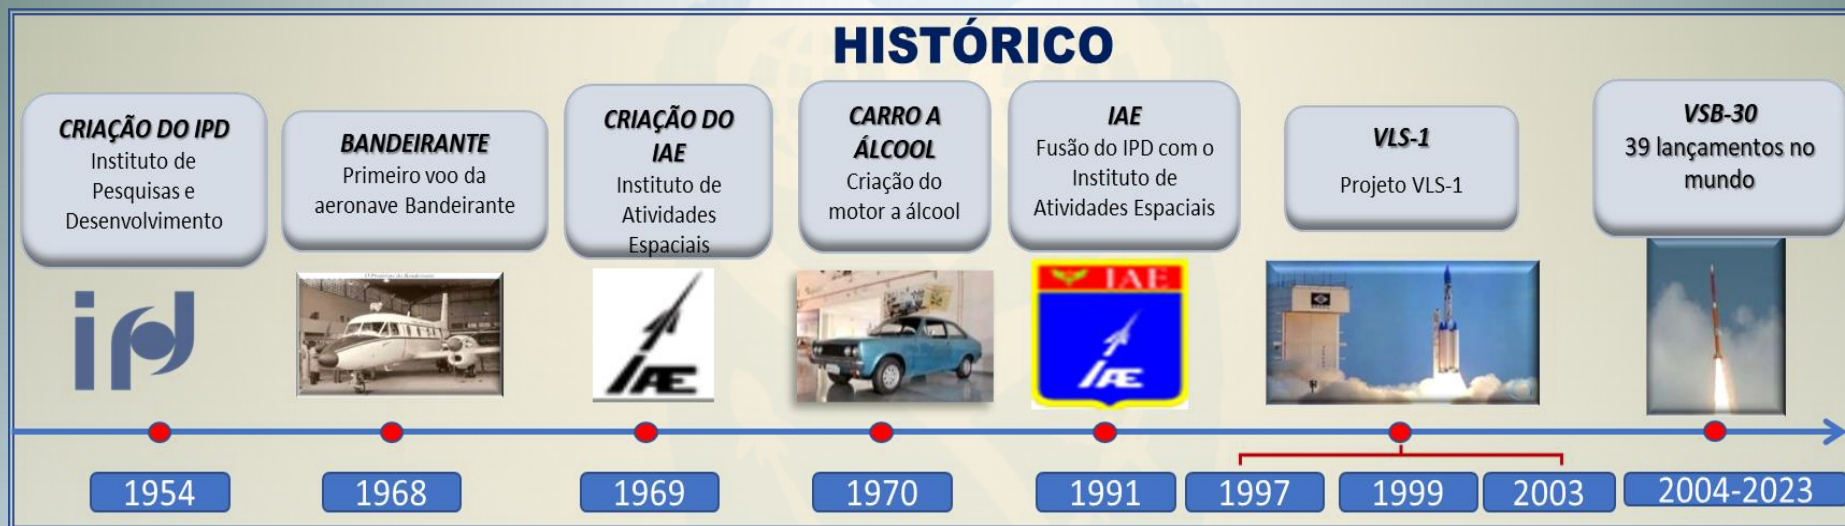 HISTÓRICO
CRIAÇÃO DO IPD
Instituto de
Pesquisas e
Desenvolvimento
BANDEIRANTE
Primeiro voo da
aeronave Bandeirante
CRIAÇÃO DO
IAE
Instituto de
Atividades
Espaciais
CARRO A
ÁLCOOL
Criação do
motor a álcool
IAE
Fusão do IPD com o
Instituto de
Atividades Espaciais
VLS-1
Projeto VLS-1
VSB-30
39 lançamentos no
mundo
ipd
IAE
IAE
IAE
1954
1968
1969
1970
1991
1997
1999
2003
2004-2023